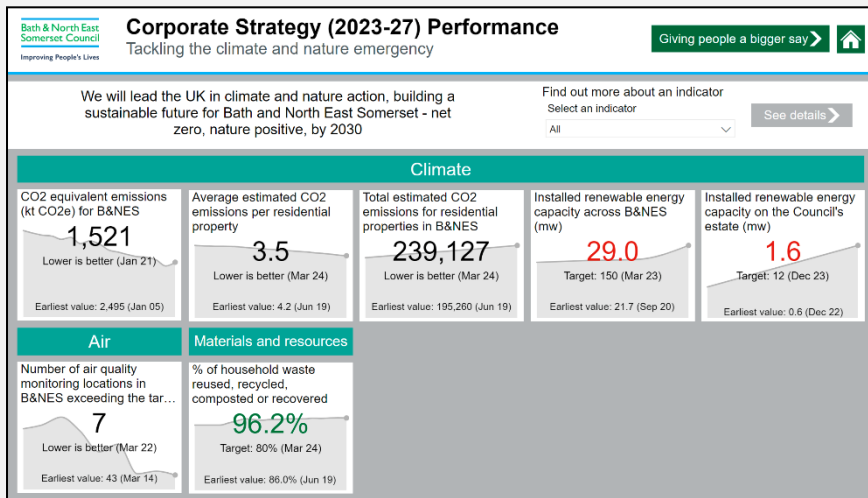 Bath & North East
Somerset Council
Improving People's Lives
Corporate Strategy (2023-27) Performance
Tackling the climate and nature emergency
Giving people a bigger say
We will lead the UK in climate and nature action, building a
sustainable future for Bath and North East Somerset - net
zero, nature positive, by 2030
Find out more about an indicator
Select an indicator
All
See details
Climate
CO2 equivalent emissions
(kt CO2e) for B&NES
1,521
Lower is better (Jan 21)
Earliest value: 2,495 (Jan 05)
Average estimated CO2
emissions per residential
property
3.5
Lower is better (Mar 24)
Earliest value: 4.2 (Jun 19)
Total estimated CO2
emissions for residential
properties in B&NES
239,127
Lower is better (Mar 24)
Earliest value: 195,260 (Jun 19)
Installed renewable energy
capacity across B&NES
(mw)
29.0
Target: 150 (Mar 23)
Earliest value: 21.7 (Sep 20)
Installed renewable energy
capacity on the Council's
estate (mw)
1.6
Target: 12 (Dec 23)
Earliest value: 0.6 (Dec 22)
Air
Number of air quality
monitoring locations in
B&NES exceeding the tar...
7
Lower is better (Mar 22)
Earliest value: 43 (Mar 14)
Materials and resources
% of household waste
reused, recycled,
composted or recovered
96.2%
Target: 80% (Mar 24)
Earliest value: 86.0% (Jun 19)